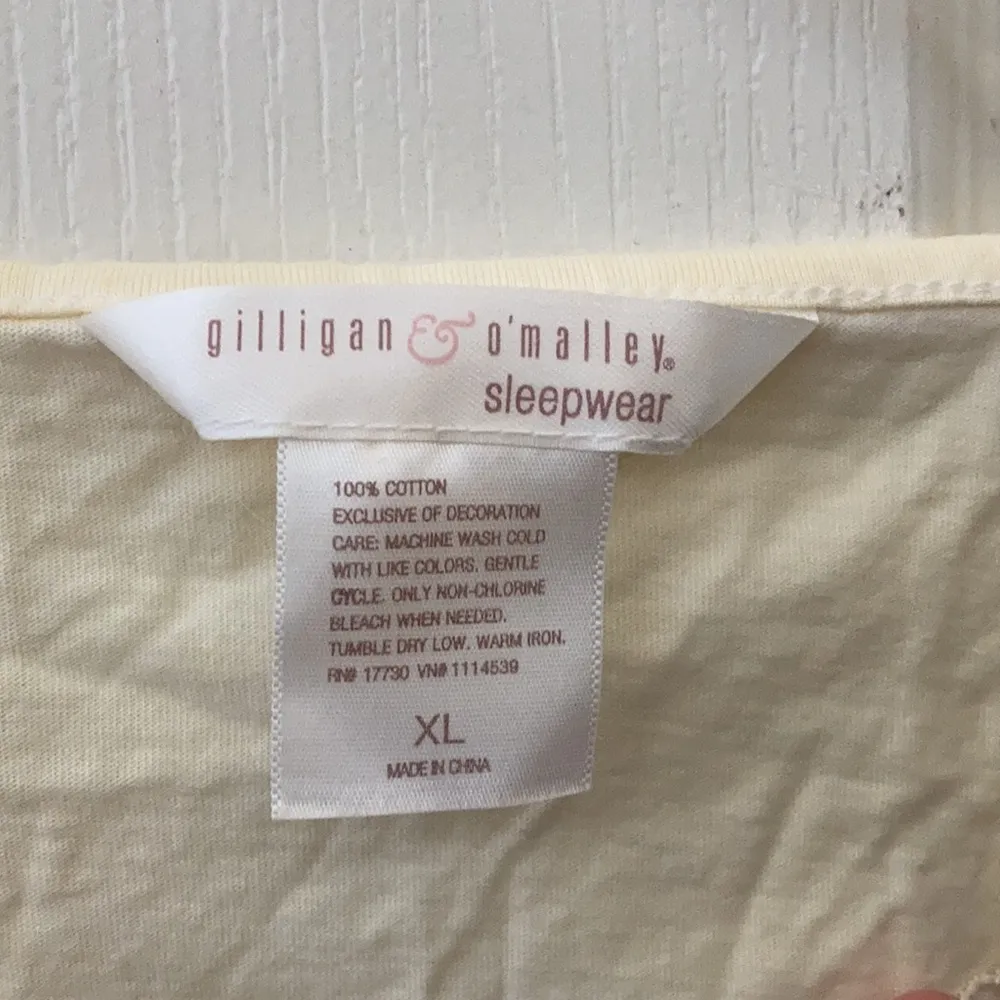 gilligan & o'malley®
sleepwear
100% COTTON
EXCLUSIVE OF DECORATION
CARE: MACHINE WASH COLD
WITH LIKE COLORS, GENTLE
CYCLE. ONLY NON-CHLORINE
BLEACH WHEN NEEDED.
TUMBLE DRY LOW. WARM IRON.
RN# 17730 VN# 1114539
XL
MADE IN CHINA